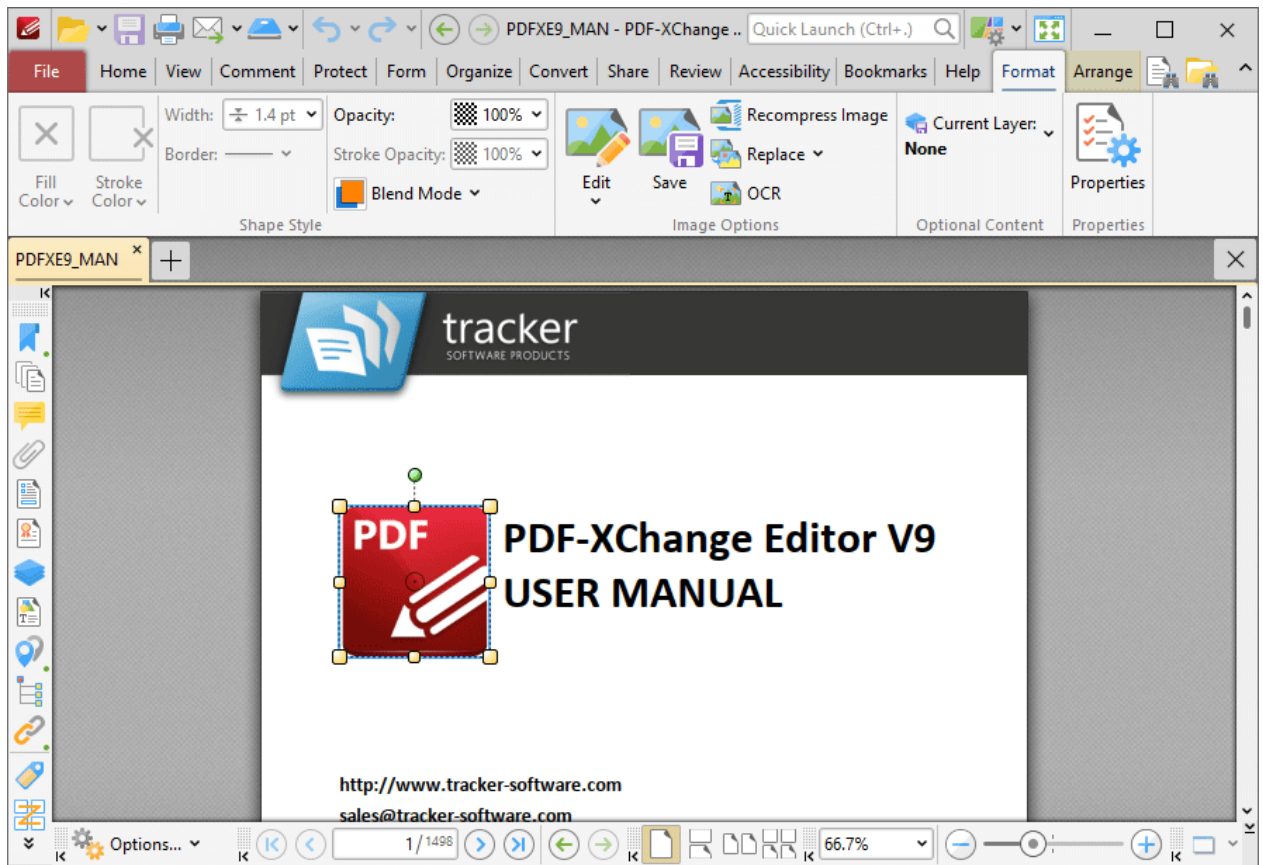 PDFXE9_MAN - PDF-XChange ..
Quick Launch (Ctrl+.)
File Home View Comment Protect Form Organize Convert Share Review Accessibility Bookmarks Help Format Arrange
Width: 1.4 pt Opacity: 100% Recompress Image Current Layer:
Border: Stroke Opacity: 100% Replace None
Fill Color Stroke Color Blend Mode Edit Save OCR Properties
Shape Style Image Options Optional Content Properties
PDFXE9_MAN
tracker
SOFTWARE PRODUCTS
PDF
PDF-XChange Editor V9
USER MANUAL
http://www.tracker-software.com
sales@tracker-software.com
Options... 1/1498 66.7%